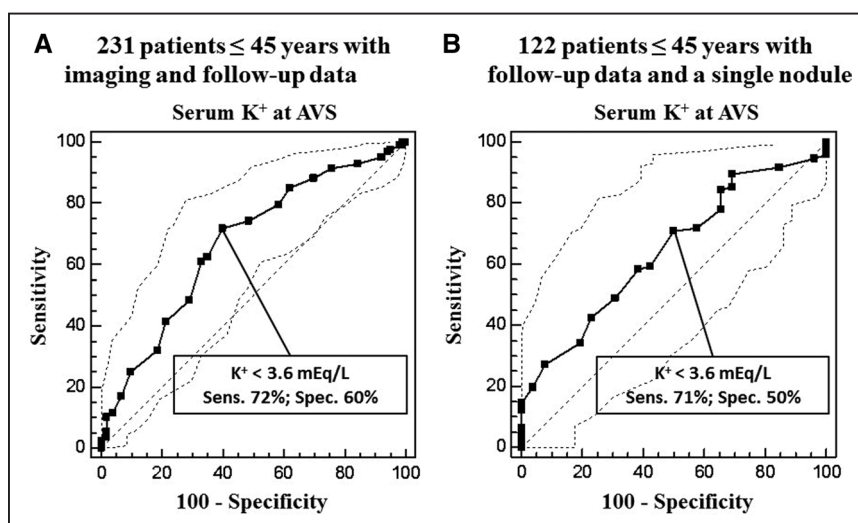 A
231 patients ≤ 45 years with
imaging and follow-up data
Serum K⁺ at AVS
100
80
60
40
20
0
Sensitivity
K⁺ < 3.6 mEq/L
Sens. 72%; Spec. 60%
0 20 40 60 80 100
100 - Specificity
B
122 patients ≤ 45 years with
follow-up data and a single nodule
Serum K⁺ at AVS
100
80
60
40
20
0
Sensitivity
K⁺ < 3.6 mEq/L
Sens. 71%; Spec. 50%
0 20 40 60 80 100
100 - Specificity